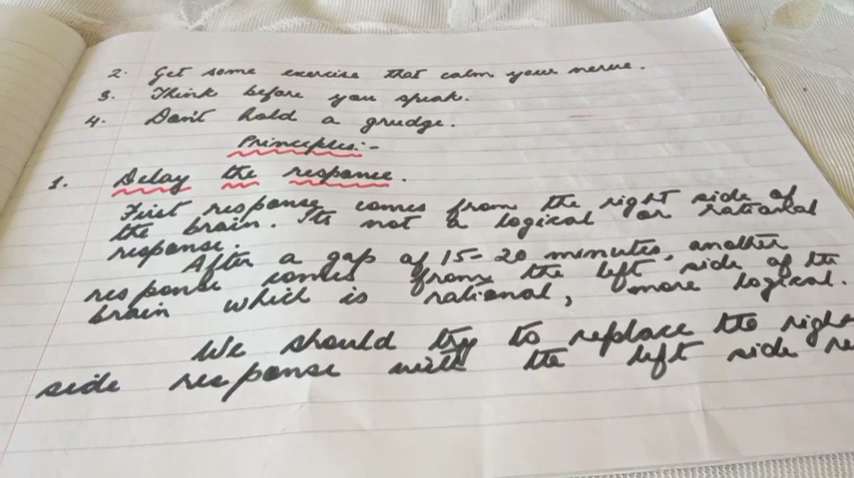 2. Get some exercise that calm your nerve.
3. Think before you speak.
4. Don't hold a grudge.
Principles:-
1. Delay the responce.
First response comes from the right side of
the brain. Its not a logical or rational
response.
After a gap of 15-20 minutes, another
response comes from the left side of the
brain which is rational, more logical.
We should try to replace the right
side response with the left side re